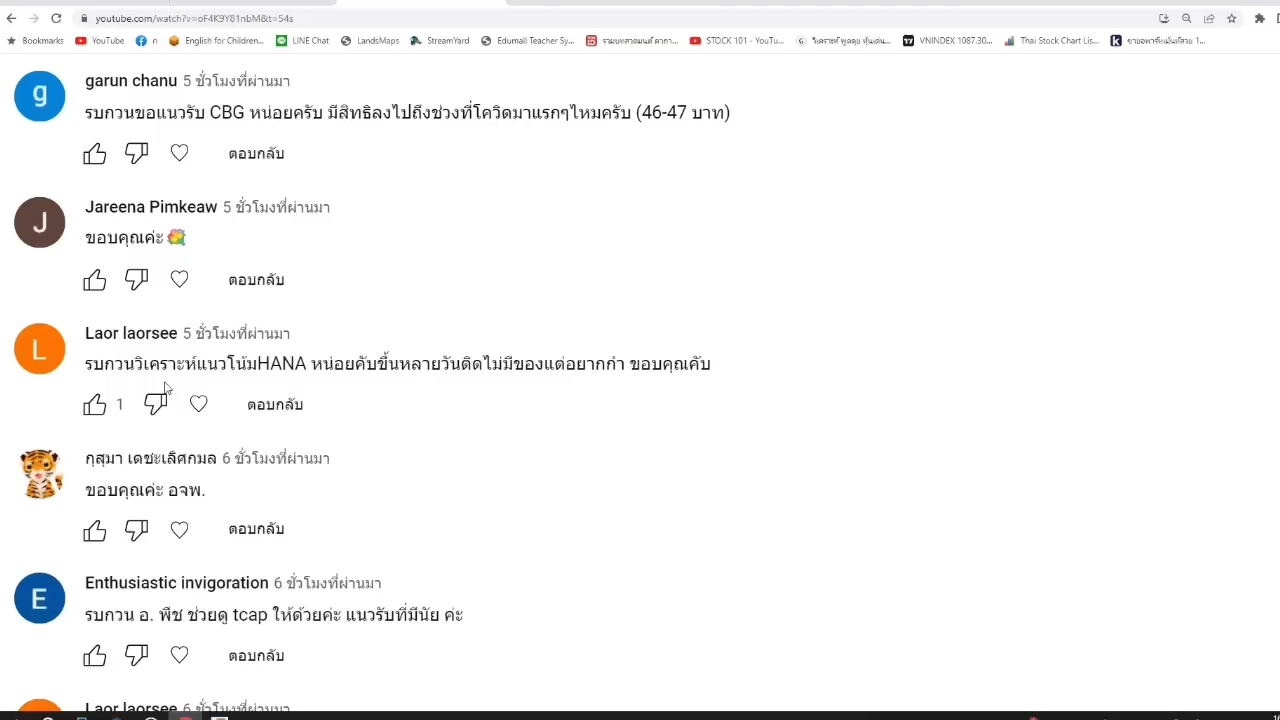 youtube.com/watch?v=oF4K9Y81nbM&t=54s
Bookmarks YouTube ก English for Children... LINE Chat LandsMaps StreamYard Edumall Teacher Sy... STOCK 101 - YouTu... VNINDEX 1087.30... Thai Stock Chart Lis...
g
garun chanu 5 ชั่วโมงที่ผ่านมา
รบกวนขอแนวรับ CBG หน่อยครับ มีสิทธิลงไปถึงช่วงที่โควิดมาแรกๆไหมครับ (46-47 บาท)
ตอบกลับ
J
Jareena Pimkeaw 5 ชั่วโมงที่ผ่านมา
ขอบคุณค่ะ 💐
ตอบกลับ
L
Laor laorsee 5 ชั่วโมงที่ผ่านมา
รบกวนวิเคราะห์แนวโน้มHANA หน่อยคับขึ้นหลายวันติดไม่มีของแต่อยากกำ ขอบคุณคับ
1 ตอบกลับ
กุสุมา เตชะเลิศกมล 6 ชั่วโมงที่ผ่านมา
ขอบคุณค่ะ อจพ.
ตอบกลับ
E
Enthusiastic invigoration 6 ชั่วโมงที่ผ่านมา
รบกวน อ. พีช ช่วยดู tcap ให้ด้วยค่ะ แนวรับที่มีนัย ค่ะ
ตอบกลับ
Laor laorsee 6 ชั่วโมงที่ผ่านมา